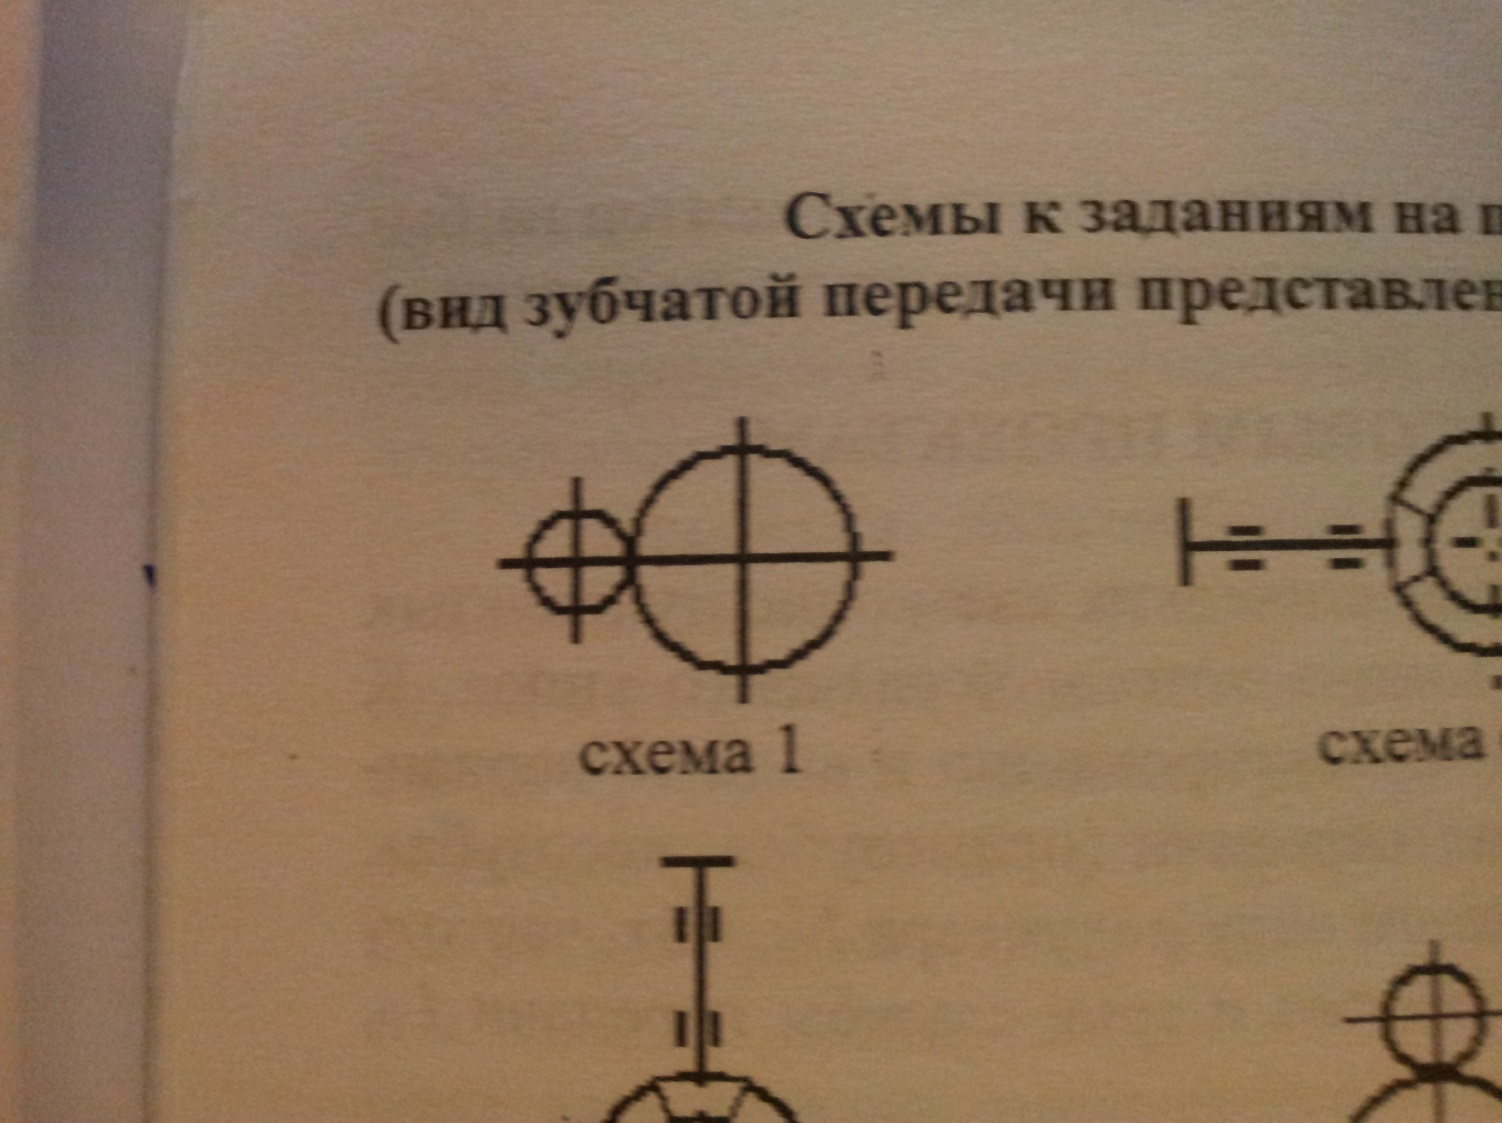 Схемы к заданиям на
(вид зубчатой передачи представлен
схема 1
схема